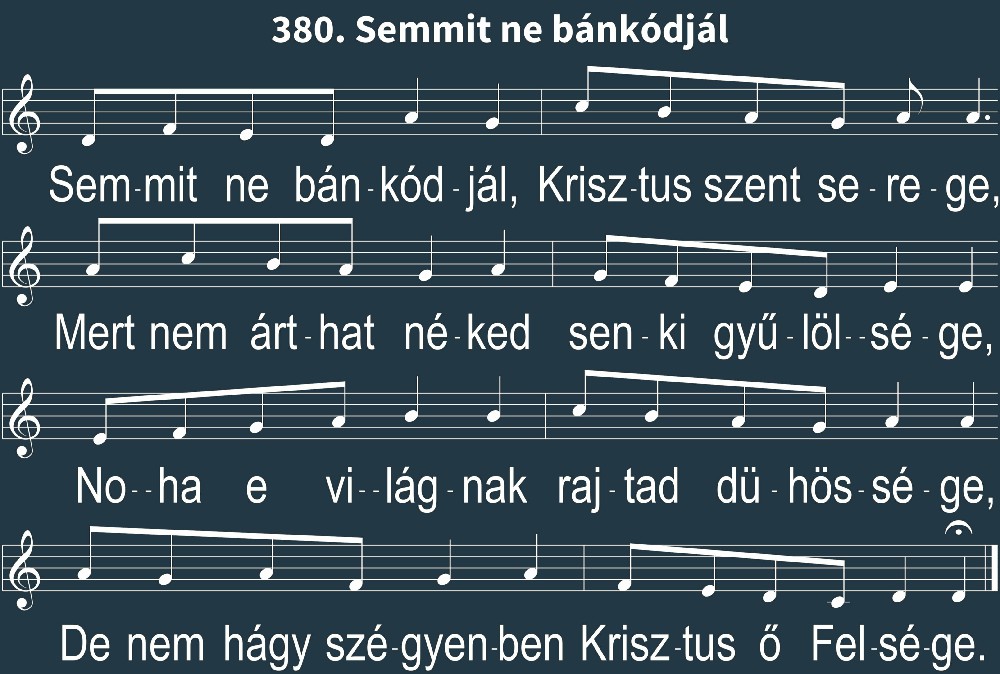 380. Semmit ne bánkódjál
Sem-mit ne bán-kód-jál, Krisz-tus szent se-re-ge,
Mert nem árt-hat né-ked sen-ki gyű-löl--sé-ge,
No--ha e vi--lág-nak raj-tad dü-hös-sé-ge,
De nem hágy szé-gyen-ben Krisz-tus ő Fel-sé-ge.